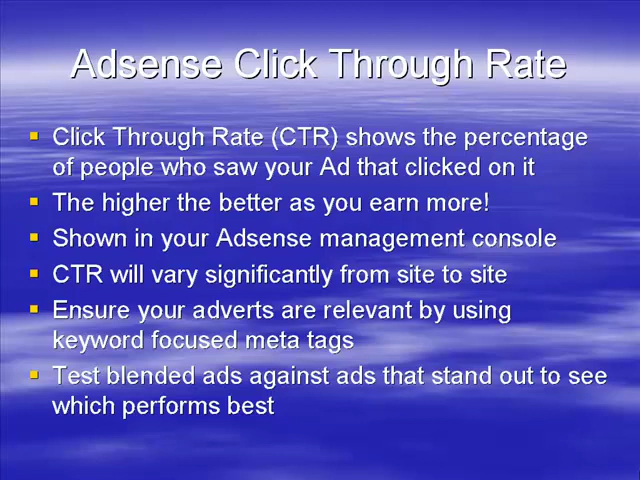 Adsense Click Through Rate
Click Through Rate (CTR) shows the percentage
of people who saw your Ad that clicked on it
The higher the better as you earn more!
Shown in your Adsense management console
CTR will vary significantly from site to site
Ensure your adverts are relevant by using
keyword focused meta tags
Test blended ads against ads that stand out to see
which performs best